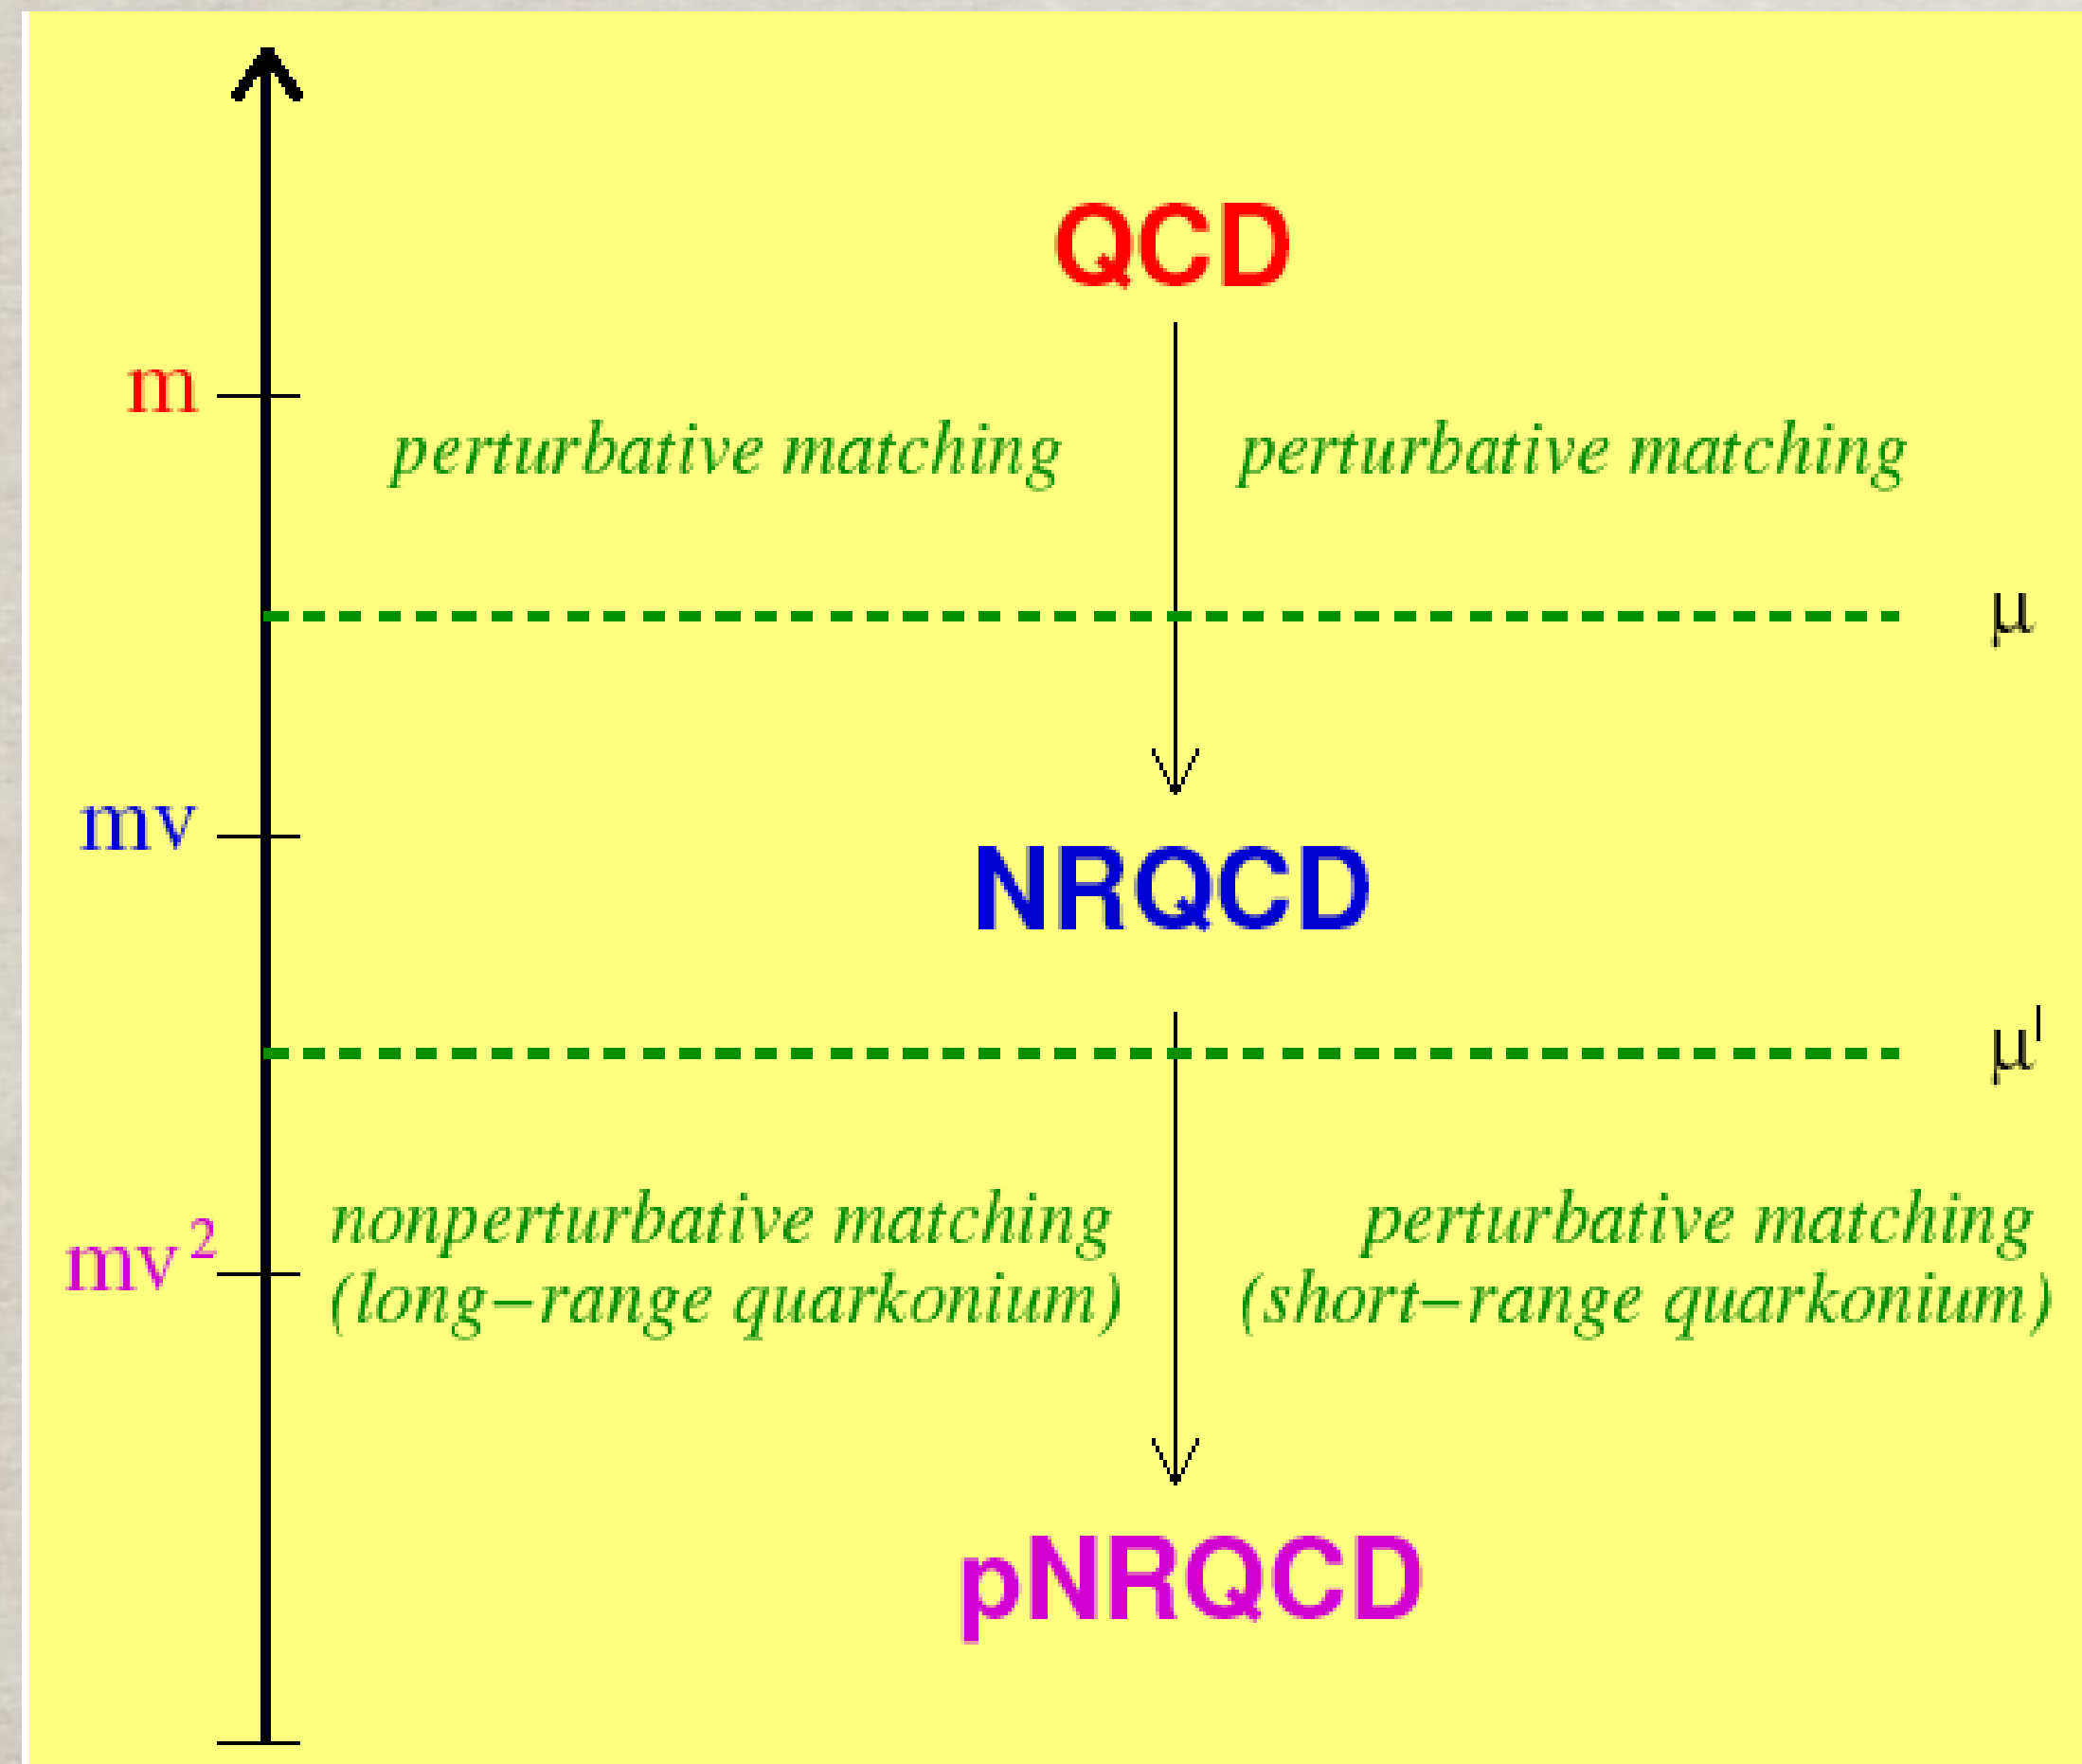 QCD
m
perturbative matching perturbative matching
μ
mv
NRQCD
μ'
nonperturbative matching perturbative matching
mv²
(long–range quarkonium) (short–range quarkonium)
pNRQCD